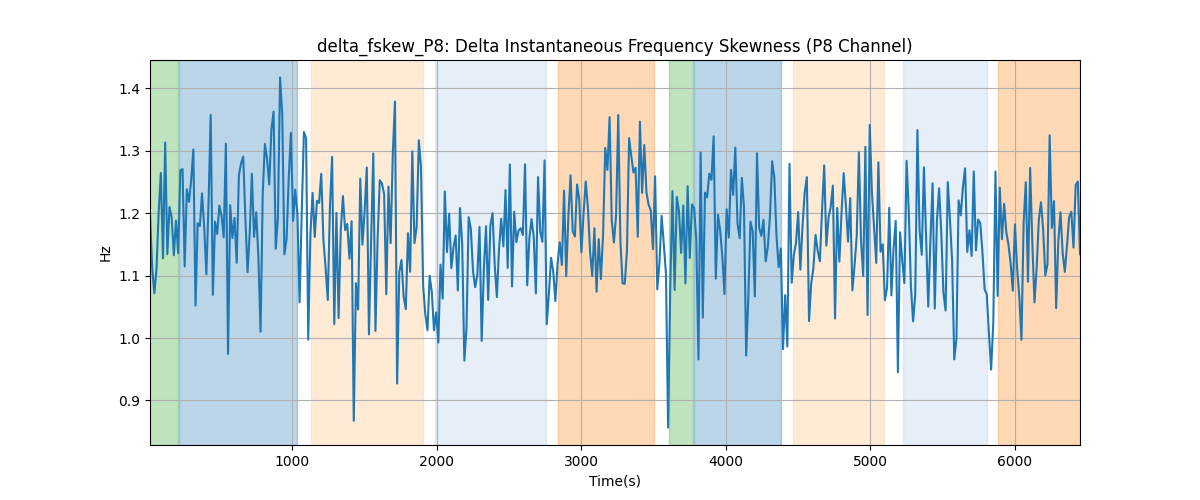 delta_fskew_P8: Delta Instantaneous Frequency Skewness (P8 Channel)
Hz
1.4
1.3
1.2
1.1
1.0
0.9
1000 2000 3000 4000 5000 6000
Time(s)